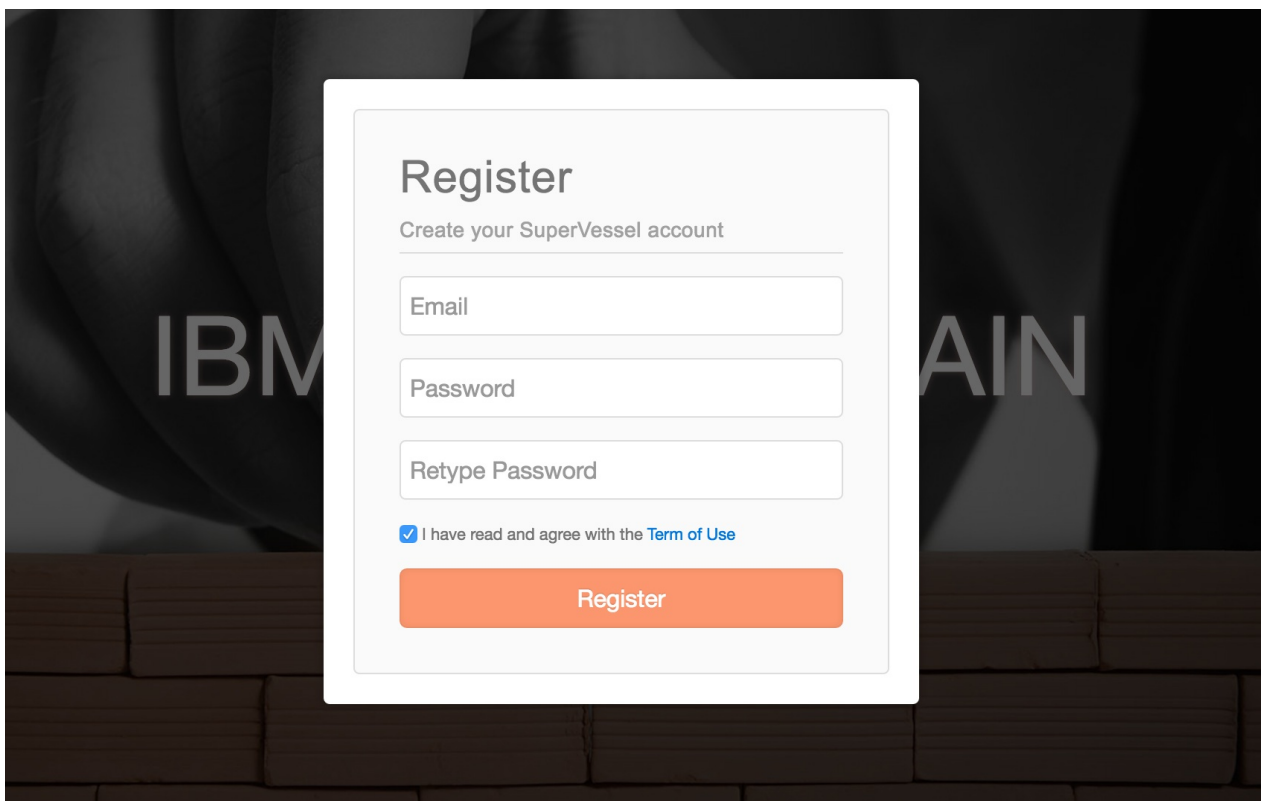 Register
Create your SuperVessel account
Email
IBM AIN
Password
Retype Password
I have read and agree with the Term of Use
Register